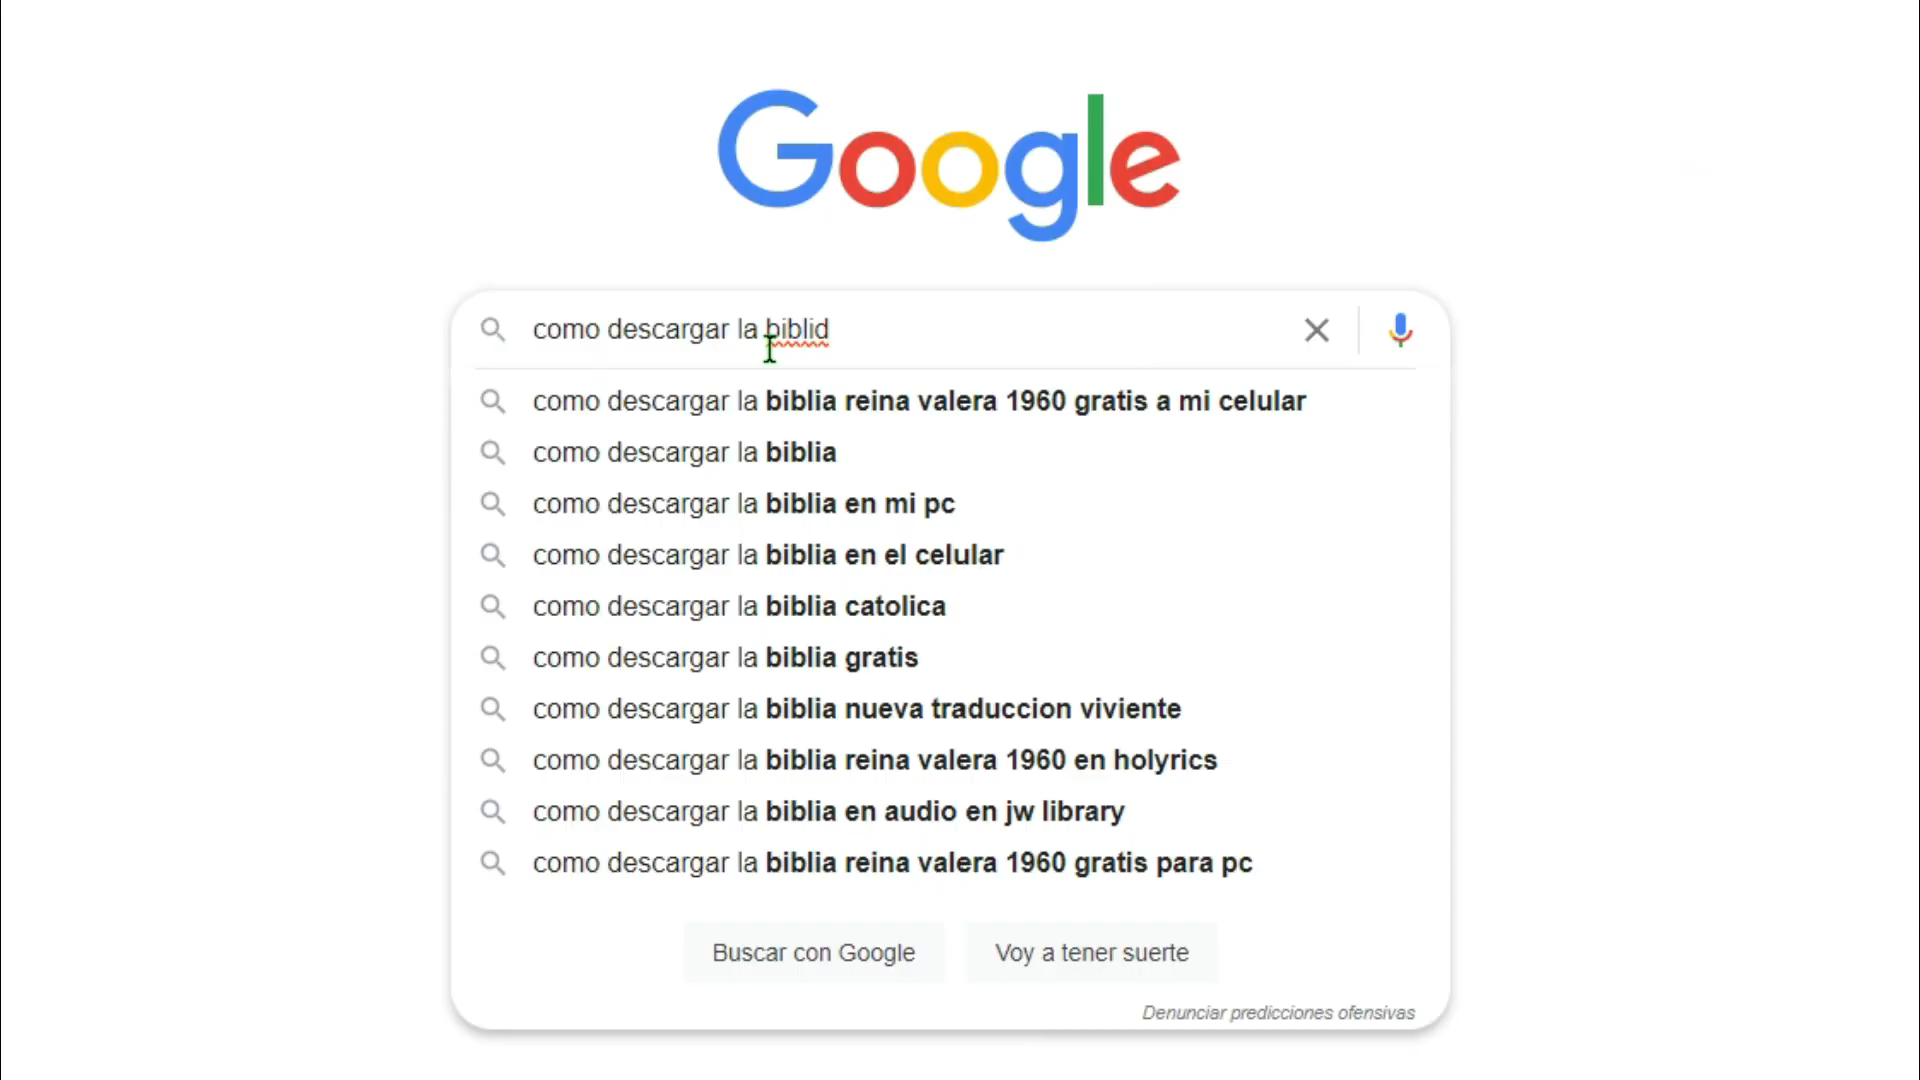 Google
como descargar la biblid
como descargar la biblia reina valera 1960 gratis a mi celular
como descargar la biblia
como descargar la biblia en mi pc
como descargar la biblia en el celular
como descargar la biblia catolica
como descargar la biblia gratis
como descargar la biblia nueva traduccion viviente
como descargar la biblia reina valera 1960 en holyrics
como descargar la biblia en audio en jw library
como descargar la biblia reina valera 1960 gratis para pc
Buscar con Google
Voy a tener suerte
Denunciar predicciones ofensivas